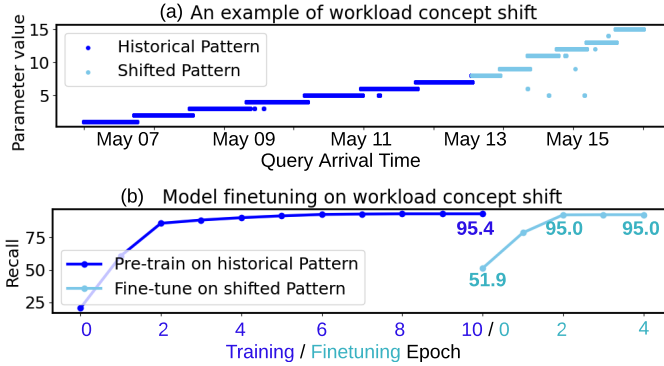 (a) An example of workload concept shift
Parameter value
15
10
5
Historical Pattern
Shifted Pattern
May 07 May 09 May 11 May 13 May 15
Query Arrival Time
(b) Model finetuning on workload concept shift
Recall
75
50
25
95.4 95.0 95.0
51.9
Pre-train on historical Pattern
Fine-tune on shifted Pattern
0 2 4 6 8 10 / 0 2 4
Training / Finetuning Epoch